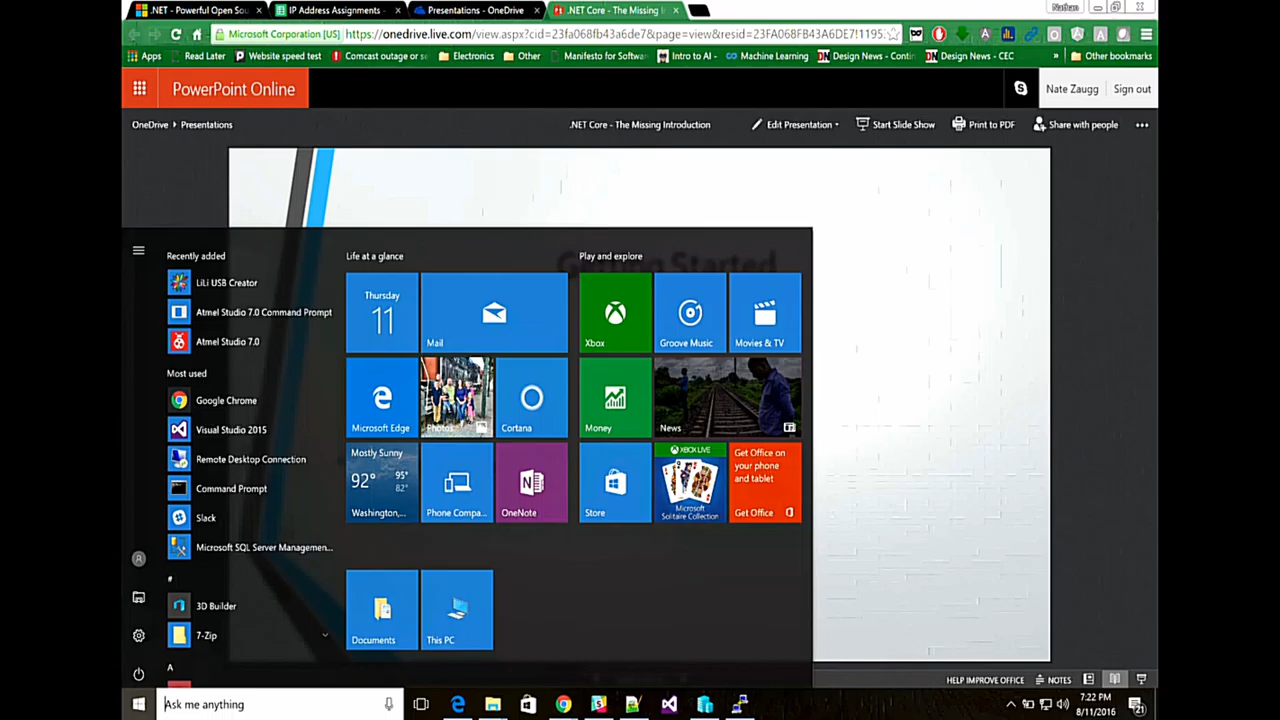 .NET - Powerful Open Sou
IP Address Assignments -
Presentations - OneDrive
.NET Core - The Missing I
Nathan
Microsoft Corporation [US]
https://onedrive.live.com/view.aspx?cid=23fa068fb43a6de7&page=view&resid=23FA068FB43A6DE7!1195
Apps
Read Later
Website speed test
Comcast outage or se
Electronics
Other
Manifesto for Softwa
Intro to AI -
Machine Learning
Design News - Contin
Design News - CEC
»
Other bookmarks
PowerPoint Online
Nate Zaugg
Sign out
OneDrive
Presentations
.NET Core - The Missing Introduction
Edit Presentation
Start Slide Show
Print to PDF
Share with people
Getting Started
Recently added
LiLi USB Creator
Atmel Studio 7.0 Command Prompt
Atmel Studio 7.0
Most used
Google Chrome
Visual Studio 2015
Remote Desktop Connection
Command Prompt
Slack
Microsoft SQL Server Managemen...
#
3D Builder
7-Zip
A
Life at a glance
Thursday
11
Mail
Microsoft Edge
Photos
Cortana
Mostly Sunny
92°
95°
82°
Washington,...
Phone Compa...
OneNote
Documents
This PC
Play and explore
Xbox
Groove Music
Movies & TV
Money
News
Store
XBOX LIVE
Microsoft
Solitaire Collection
Get Office on
your phone
and tablet
Get Office
HELP IMPROVE OFFICE
NOTES
Ask me anything
7:22 PM
8/11/2016
21